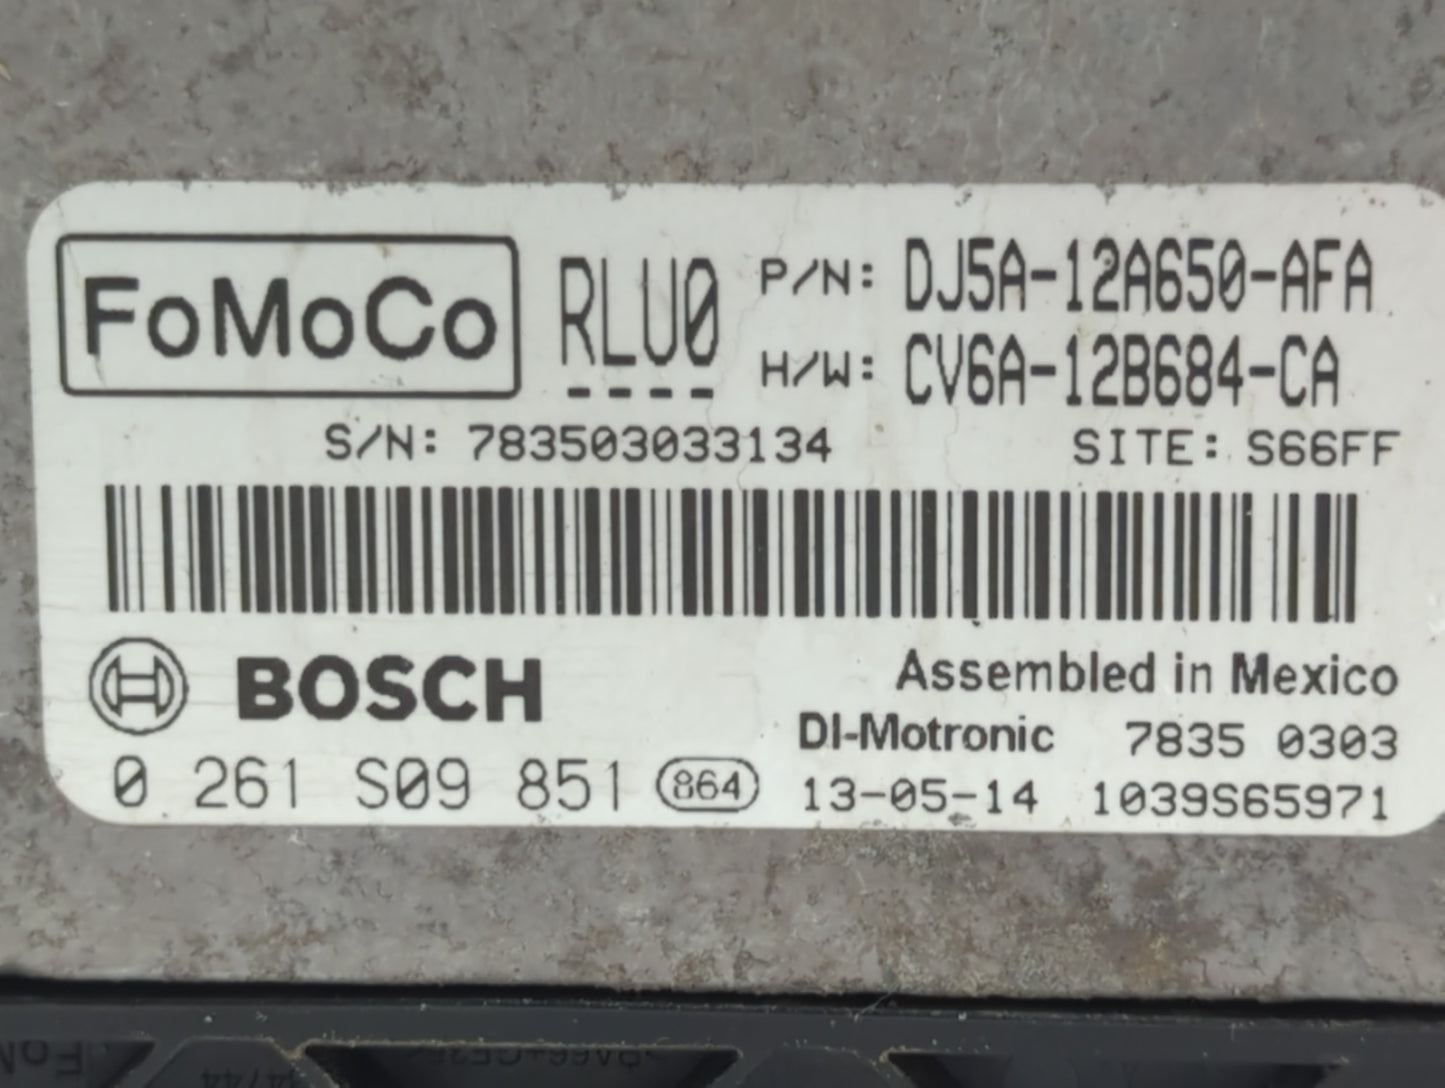 FoMoCo RLU0 P/N: DJ5A-12A650-AFA
H/W: CV6A-12B684-CA
S/N: 783503033134 SITE: S66FF
BOSCH Assembled in Mexico
DI-Motronic 7835 0303
0 261 S09 851 864 13-05-14 1039S65971